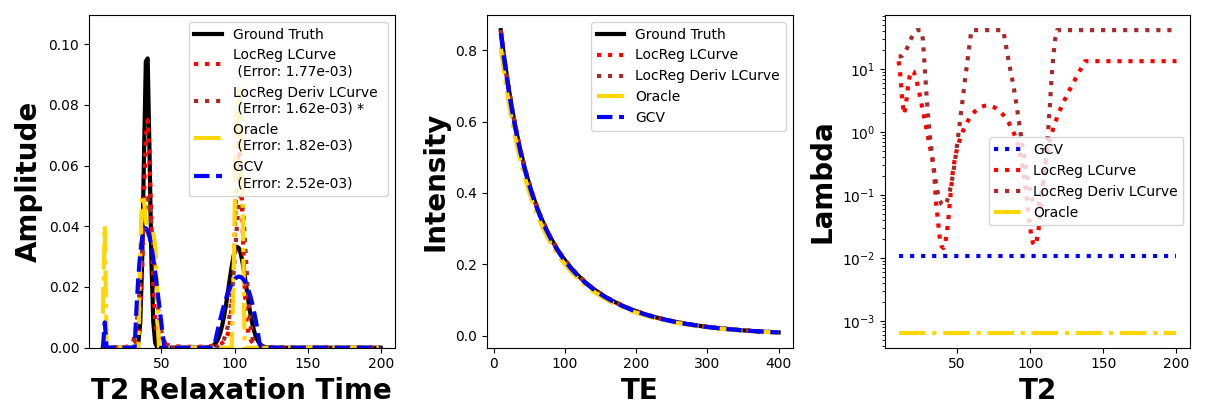 0.10
0.08
0.06
0.04
0.02
0.00
50
100
150
200
Amplitude
T2 Relaxation Time
Ground Truth
LocReg LCurve
(Error: 1.77e-03)
LocReg Deriv LCurve
(Error: 1.62e-03) *
Oracle
(Error: 1.82e-03)
GCV
(Error: 2.52e-03)
0.8
0.6
0.4
0.2
0.0
0
100
200
300
400
Intensity
TE
Ground Truth
LocReg LCurve
LocReg Deriv LCurve
Oracle
GCV
10¹
10⁰
10⁻¹
10⁻²
10⁻³
50
100
150
200
Lambda
T2
GCV
LocReg LCurve
LocReg Deriv LCurve
Oracle